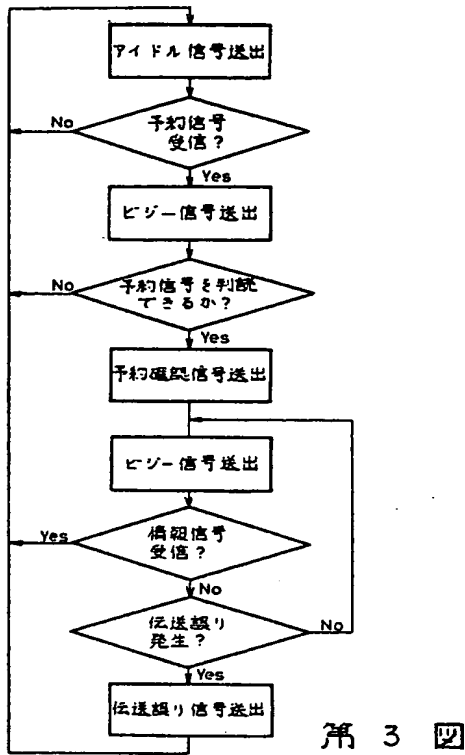 アイドル信号送出
予約信号
受信？
No
Yes
ビジー信号送出
予約信号を判読
できるか？
No
Yes
予約確認信号送出
ビジー信号送出
情報信号
受信？
Yes
No
伝送誤り
発生？
No
Yes
伝送誤り信号送出
第3図